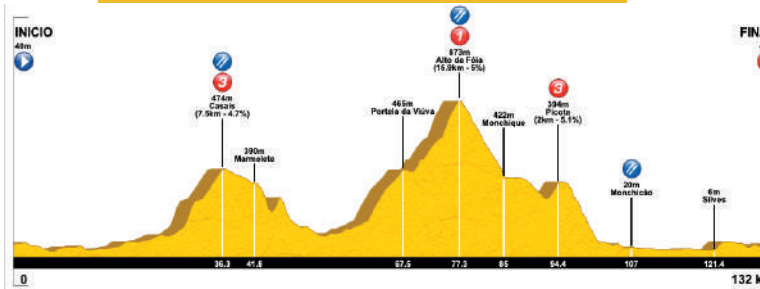 INICIO
3
474m
Casais
(7.5km - 4.7%)
390m
Marmelete
465m
Portela da Viúva
1
873m
Alto da Fóia
(15.9km - 5%)
422m
Monchique
3
394m
Picota
(2km - 5.1%)
20m
Monchicão
6m
Silves
FIN
0
36.3
41.8
67.5
77.3
85
94.4
107
121.4
132 k